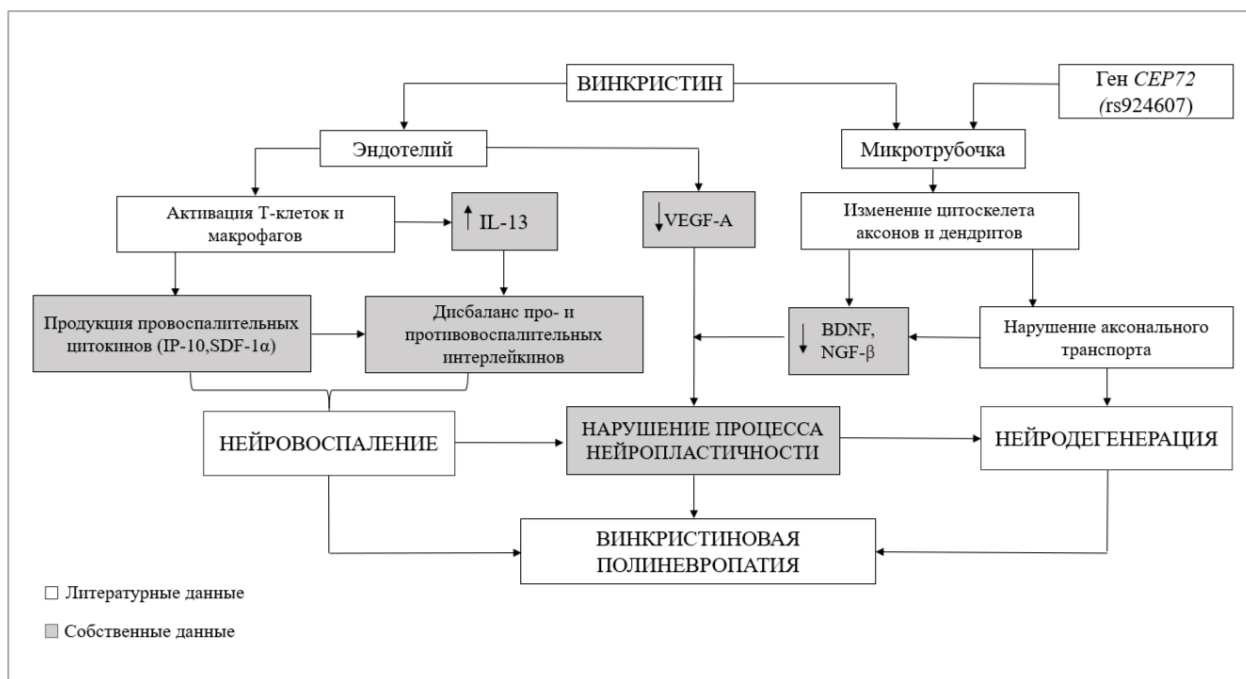 ВИНКРИСТИН
Ген CEP72
(rs924607)
Эндотелий
Микротрубочка
Активация Т-клеток и
макрофагов
↑ IL-13
↓ VEGF-A
Изменение цитоскелета
аксонов и дендритов
Продукция провоспалительных
цитокинов (IP-10,SDF-1α)
Дисбаланс про- и
противовоспалительных
интерлейкинов
↓ BDNF,
NGF-β
Нарушение аксонального
транспорта
НЕЙРОВОСПАЛЕНИЕ
НАРУШЕНИЕ ПРОЦЕССА
НЕЙРОПЛАСТИЧНОСТИ
НЕЙРОДЕГЕНЕРАЦИЯ
ВИНКРИСТИНОВАЯ
ПОЛИНЕВРОПАТИЯ
Литературные данные
Собственные данные